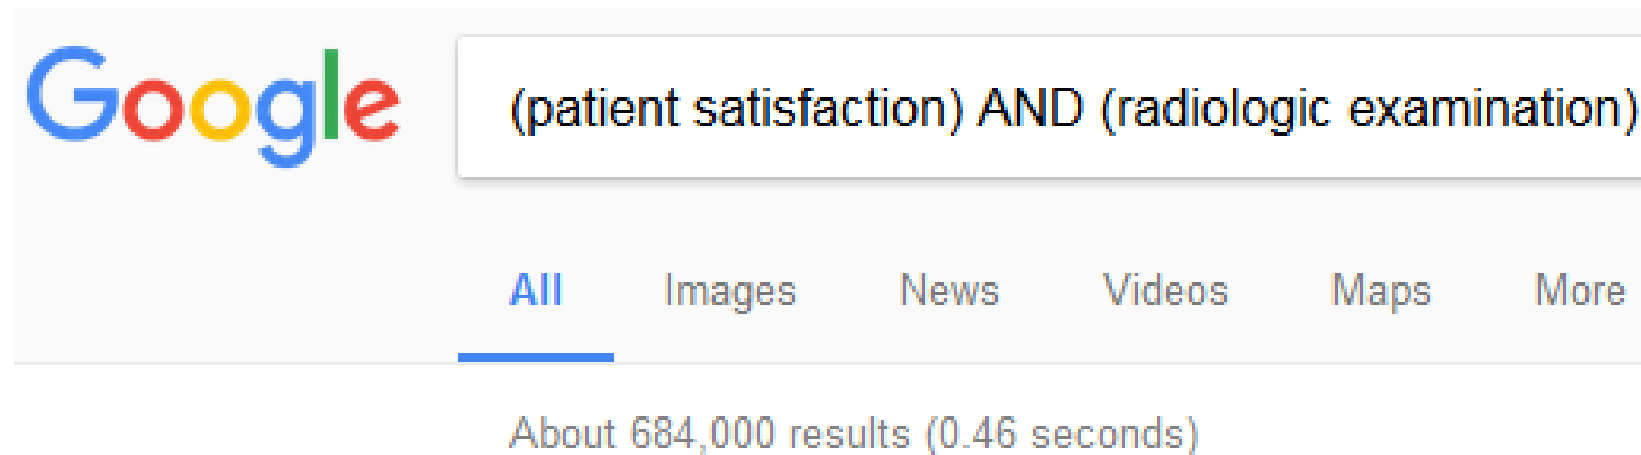 Google
(patient satisfaction) AND (radiologic examination)
All Images News Videos Maps More
About 684,000 results (0.46 seconds)